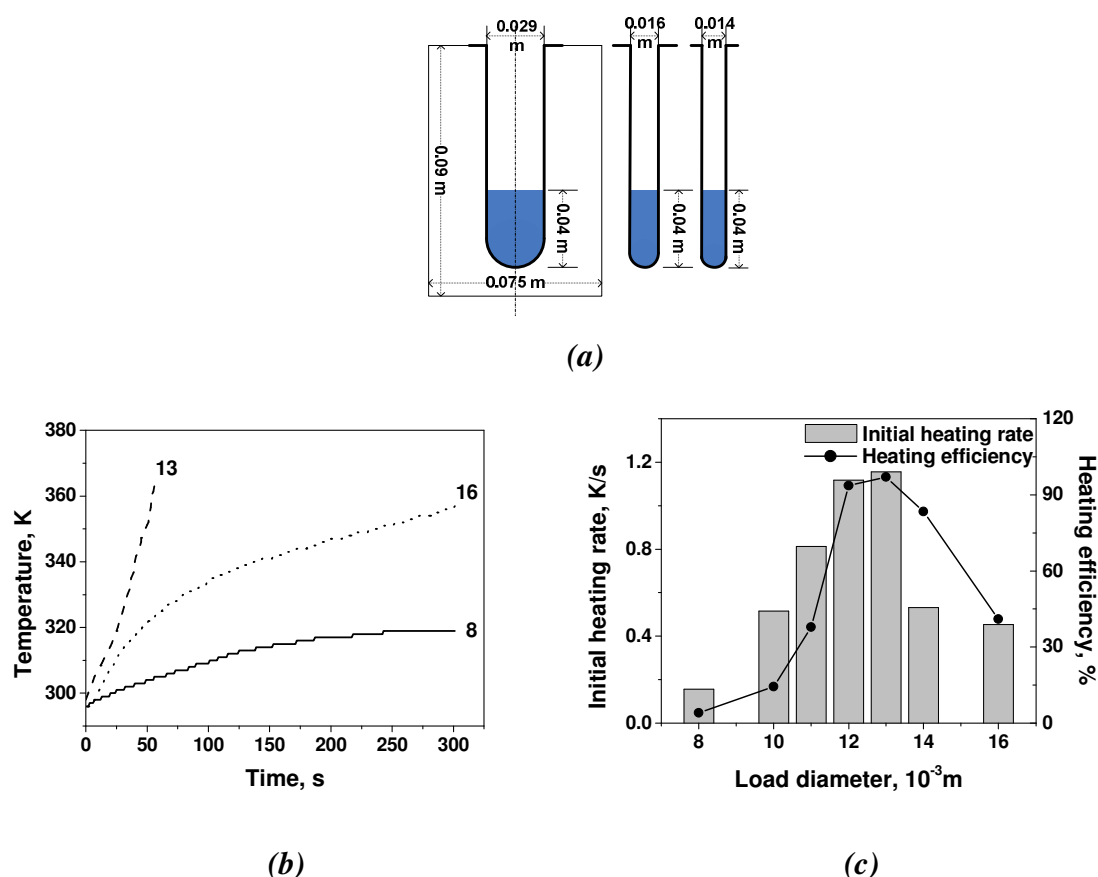 0.029
m
0.016
m
0.014
m
0.09 m
0.04 m
0.04 m
0.04 m
0.075 m
(a)
380
360
340
320
300
0
50
100
150
200
250
300
13
16
8
Temperature, K
Time, s
(b)
1.2
0.8
0.4
0.0
120
90
60
30
0
8
10
12
14
16
Initial heating rate
Heating efficiency
Initial heating rate, K/s
Heating efficiency, %
Load diameter, 10⁻³m
(c)